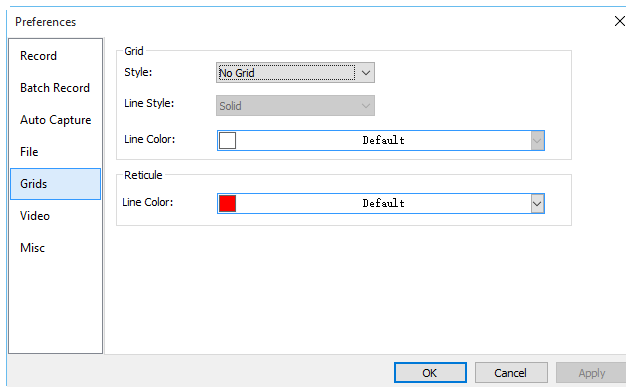 Preferences
Record
Batch Record
Auto Capture
File
Grids
Video
Misc
Grid
Style: No Grid
Line Style: Solid
Line Color: Default
Reticule
Line Color: Default
OK Cancel Apply